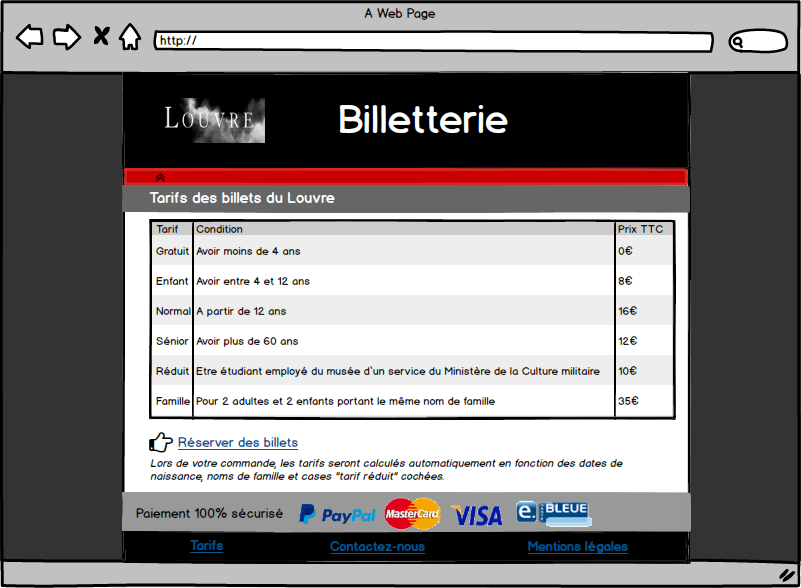 A Web Page
http://
LOUVRE Billetterie
Tarifs des billets du Louvre
Tarif Condition Prix TTC
Gratuit Avoir moins de 4 ans 0€
Enfant Avoir entre 4 et 12 ans 8€
Normal A partir de 12 ans 16€
Sénior Avoir plus de 60 ans 12€
Réduit Etre étudiant employé du musée d'un service du Ministère de la Culture militaire 10€
Famille Pour 2 adultes et 2 enfants portant le même nom de famille 35€
Réserver des billets
Lors de votre commande, les tarifs seront calculés automatiquement en fonction des dates de
naissance, noms de famille et cases "tarif réduit" cochées.
Paiement 100% sécurisé PayPal MasterCard VISA e. BLEUE
Tarifs Contactez-nous Mentions légales